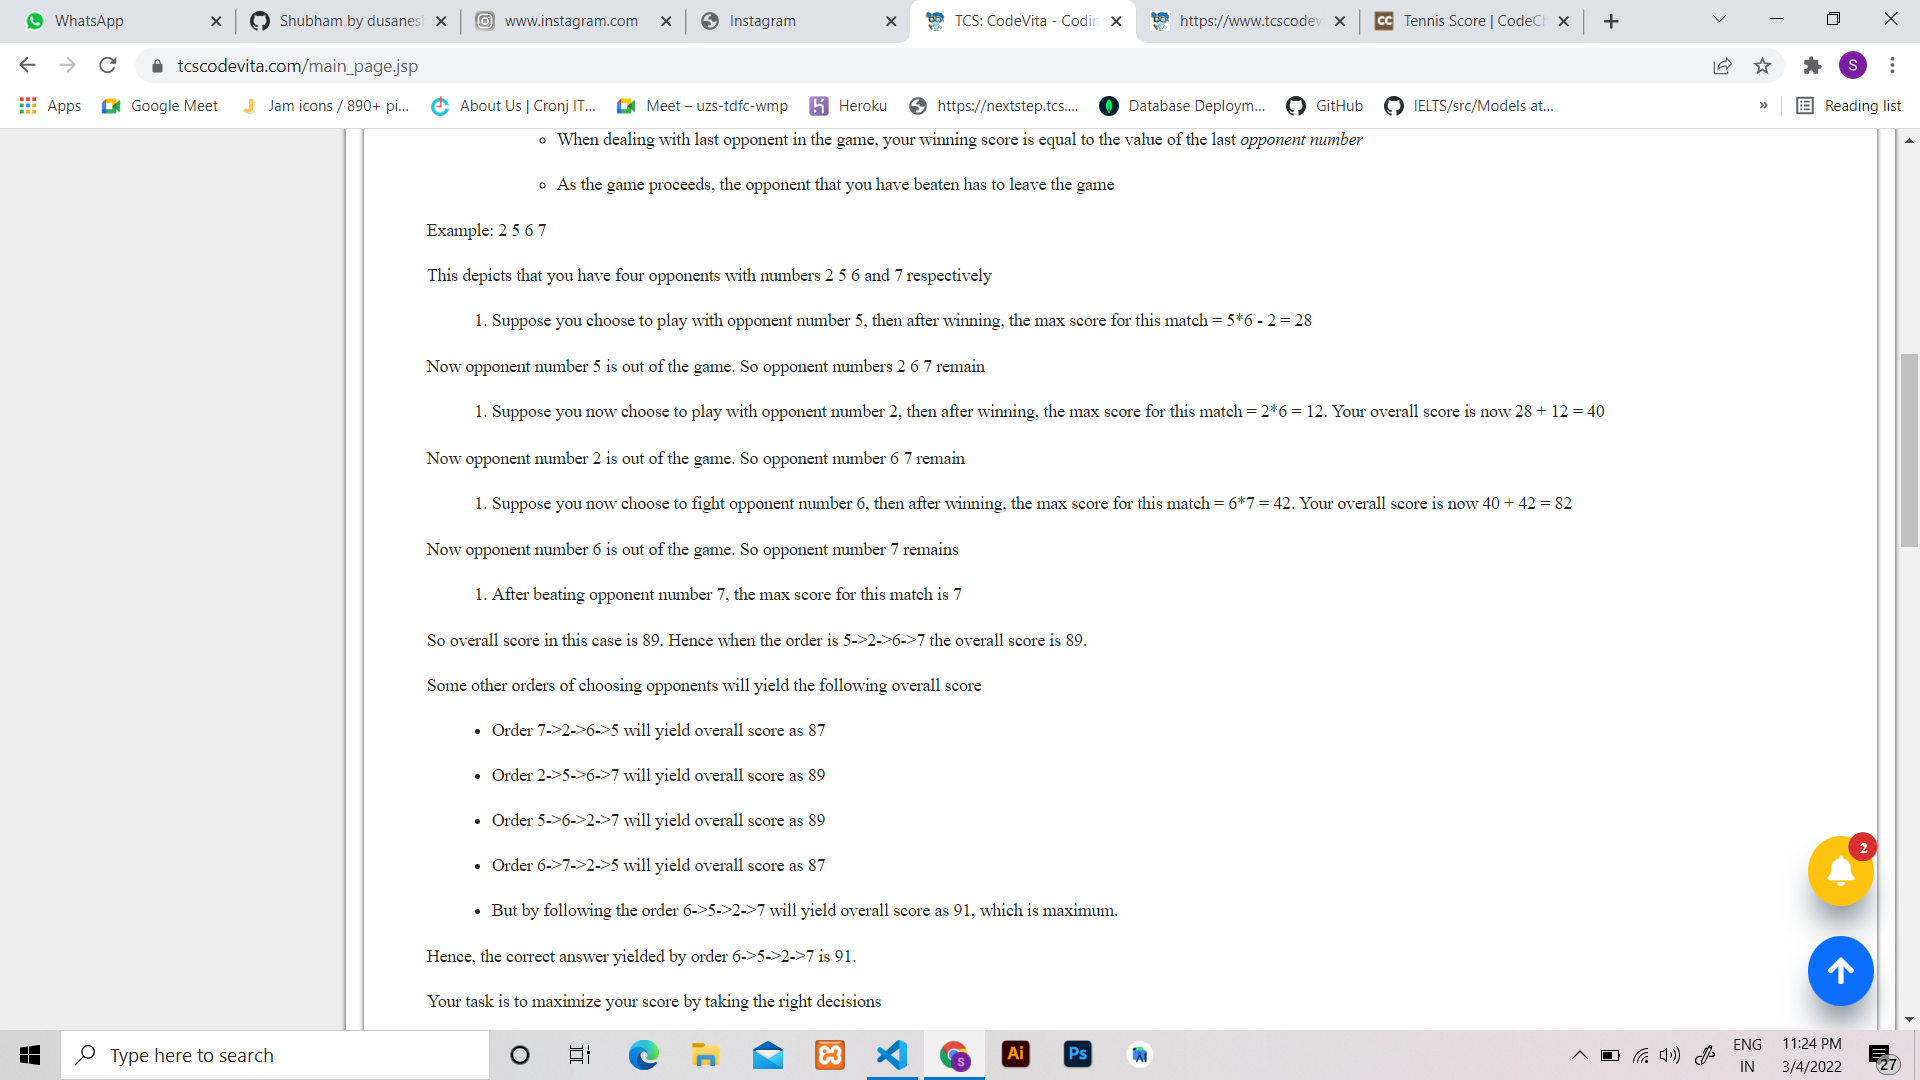 WhatsApp
Shubham by dusanesh
www.instagram.com
Instagram
TCS: CodeVita - Codin
https://www.tcscodev
CC Tennis Score | CodeCh
tcscodevita.com/main_page.jsp
S
Apps
Google Meet
Jam icons / 890+ pi...
About Us | Cronj IT...
Meet – uzs-tdfc-wmp
Heroku
https://nextstep.tcs....
Database Deploym...
GitHub
IELTS/src/Models at...
»
Reading list
When dealing with last opponent in the game, your winning score is equal to the value of the last opponent number
As the game proceeds, the opponent that you have beaten has to leave the game
Example: 2 5 6 7
This depicts that you have four opponents with numbers 2 5 6 and 7 respectively
1. Suppose you choose to play with opponent number 5, then after winning, the max score for this match = 5*6 - 2 = 28
Now opponent number 5 is out of the game. So opponent numbers 2 6 7 remain
1. Suppose you now choose to play with opponent number 2, then after winning, the max score for this match = 2*6 = 12. Your overall score is now 28 + 12 = 40
Now opponent number 2 is out of the game. So opponent number 6 7 remain
1. Suppose you now choose to fight opponent number 6, then after winning, the max score for this match = 6*7 = 42. Your overall score is now 40 + 42 = 82
Now opponent number 6 is out of the game. So opponent number 7 remains
1. After beating opponent number 7, the max score for this match is 7
So overall score in this case is 89. Hence when the order is 5->2->6->7 the overall score is 89.
Some other orders of choosing opponents will yield the following overall score
• Order 7->2->6->5 will yield overall score as 87
• Order 2->5->6->7 will yield overall score as 89
• Order 5->6->2->7 will yield overall score as 89
• Order 6->7->2->5 will yield overall score as 87
• But by following the order 6->5->2->7 will yield overall score as 91, which is maximum.
Hence, the correct answer yielded by order 6->5->2->7 is 91.
Your task is to maximize your score by taking the right decisions
2
Type here to search
S
Ai
Ps
ENG
IN
11:24 PM
3/4/2022
27